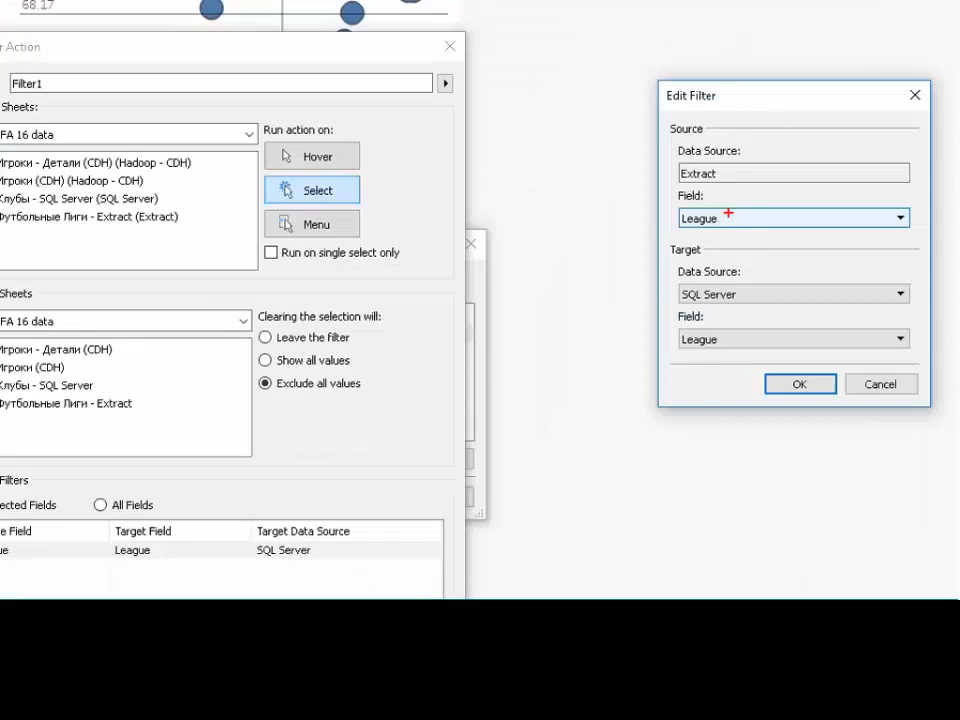 68.17
r Action
Filter1
Sheets:
FA 16 data
Run action on:
Игроки - Детали (CDH) (Hadoop - CDH)
Игроки (CDH) (Hadoop - CDH)
Клубы - SQL Server (SQL Server)
Футбольные Лиги - Extract (Extract)
Hover
Select
Menu
Run on single select only
Sheets
FA 16 data
Игроки - Детали (CDH)
Игроки (CDH)
Клубы - SQL Server
Футбольные Лиги - Extract
Clearing the selection will:
Leave the filter
Show all values
Exclude all values
Filters
ected Fields
All Fields
e Field
Target Field
Target Data Source
ue
League
SQL Server
Edit Filter
Source
Data Source:
Extract
Field:
League
Target
Data Source:
SQL Server
Field:
League
OK
Cancel